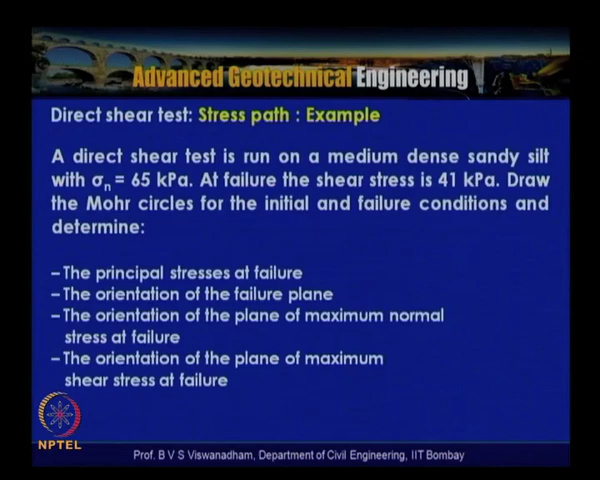 Advanced Geotechnical Engineering
Direct shear test: Stress path : Example
A direct shear test is run on a medium dense sandy silt
with σn = 65 kPa. At failure the shear stress is 41 kPa. Draw
the Mohr circles for the initial and failure conditions and
determine:
– The principal stresses at failure
– The orientation of the failure plane
– The orientation of the plane of maximum normal
stress at failure
– The orientation of the plane of maximum
shear stress at failure
NPTEL
Prof. B V S Viswanadham, Department of Civil Engineering, IIT Bombay